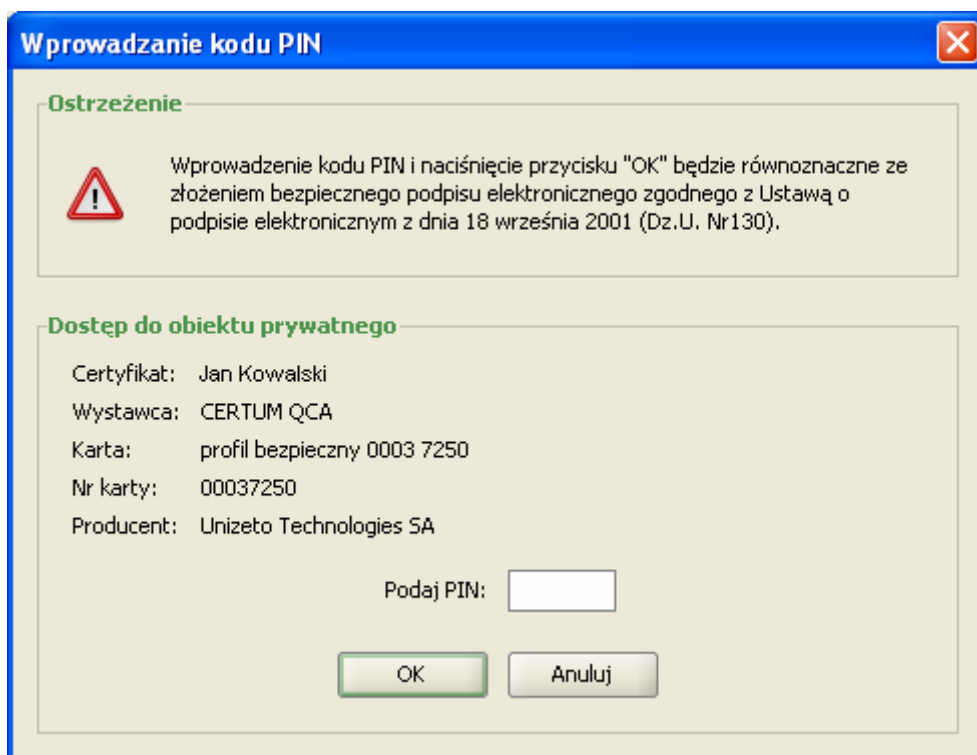 Wprowadzanie kodu PIN
Ostrzeżenie
Wprowadzenie kodu PIN i naciśnięcie przycisku "OK" będzie równoznaczne ze
złożeniem bezpiecznego podpisu elektronicznego zgodnego z Ustawą o
podpisie elektronicznym z dnia 18 września 2001 (Dz.U. Nr130).
Dostęp do obiektu prywatnego
Certyfikat: Jan Kowalski
Wystawca: CERTUM QCA
Karta: profil bezpieczny 0003 7250
Nr karty: 00037250
Producent: Unizeto Technologies SA
Podaj PIN:
OK Anuluj